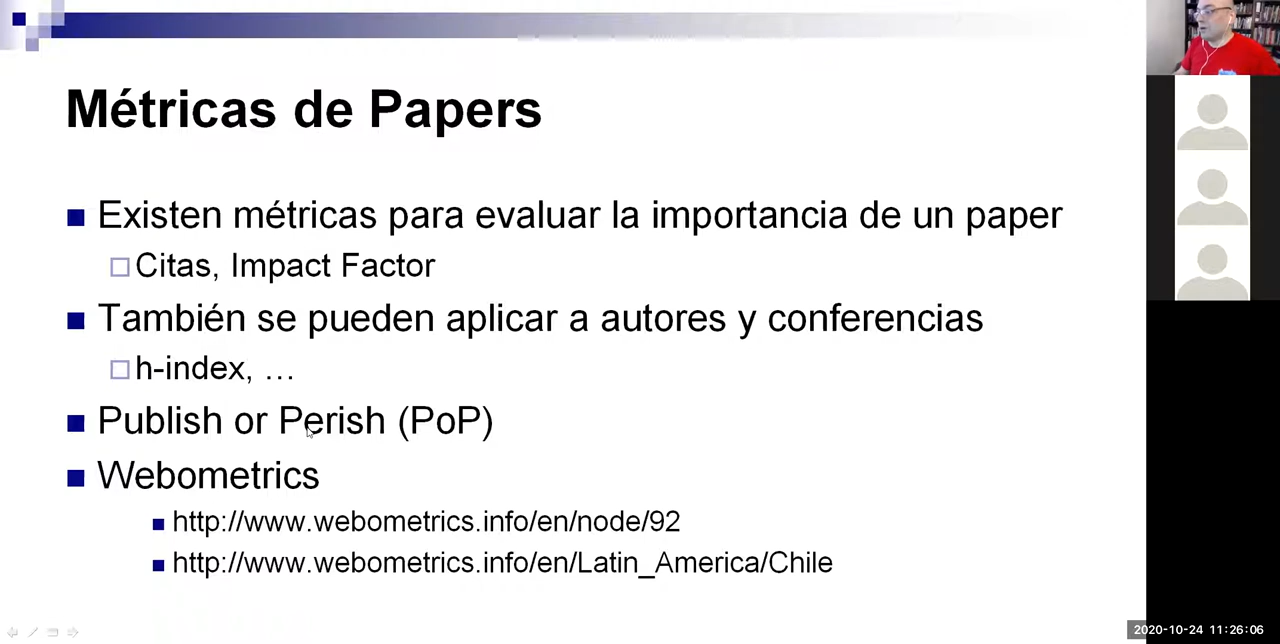 Métricas de Papers
Existen métricas para evaluar la importancia de un paper
Citas, Impact Factor
También se pueden aplicar a autores y conferencias
h-index, …
Publish or Perish (PoP)
Webometrics
http://www.webometrics.info/en/node/92
http://www.webometrics.info/en/Latin_America/Chile
2020-10-24 11:26:06